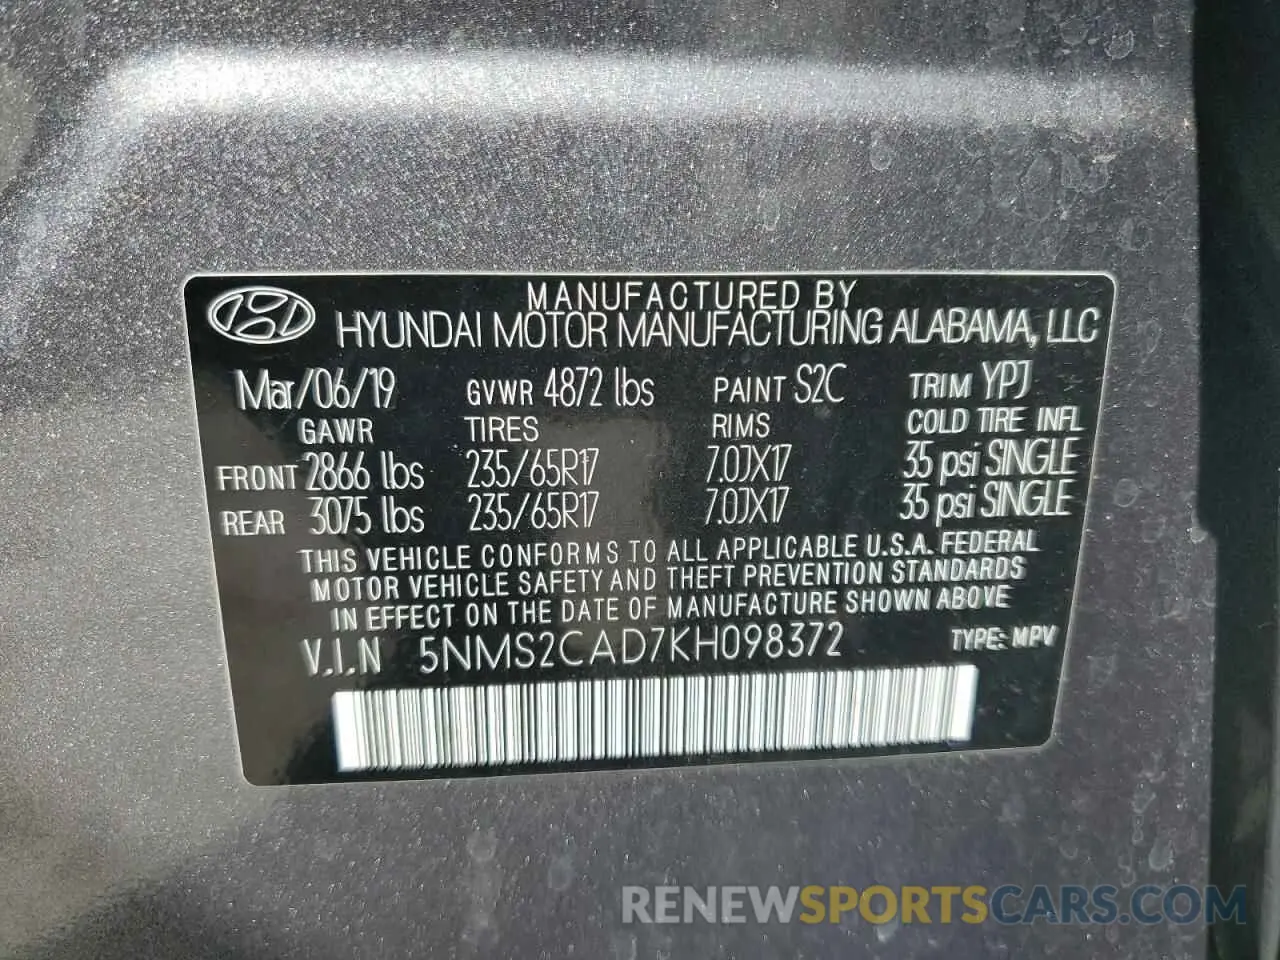 MANUFACTURED BY
HYUNDAI MOTOR MANUFACTURING ALABAMA, LLC
Mar/06/19 GVWR 4872 lbs PAINT S2C TRIM YPJ
GAWR TIRES RIMS COLD TIRE INFL
FRONT 2866 lbs 235/65R17 7.0JX17 35 psi SINGLE
REAR 3075 lbs 235/65R17 7.0JX17 35 psi SINGLE
THIS VEHICLE CONFORMS TO ALL APPLICABLE U.S.A. FEDERAL
MOTOR VEHICLE SAFETY AND THEFT PREVENTION STANDARDS
IN EFFECT ON THE DATE OF MANUFACTURE SHOWN ABOVE
V.I.N 5NMS2CAD7KH098372 TYPE: MPV
RENEWSPORTSCARS.COM